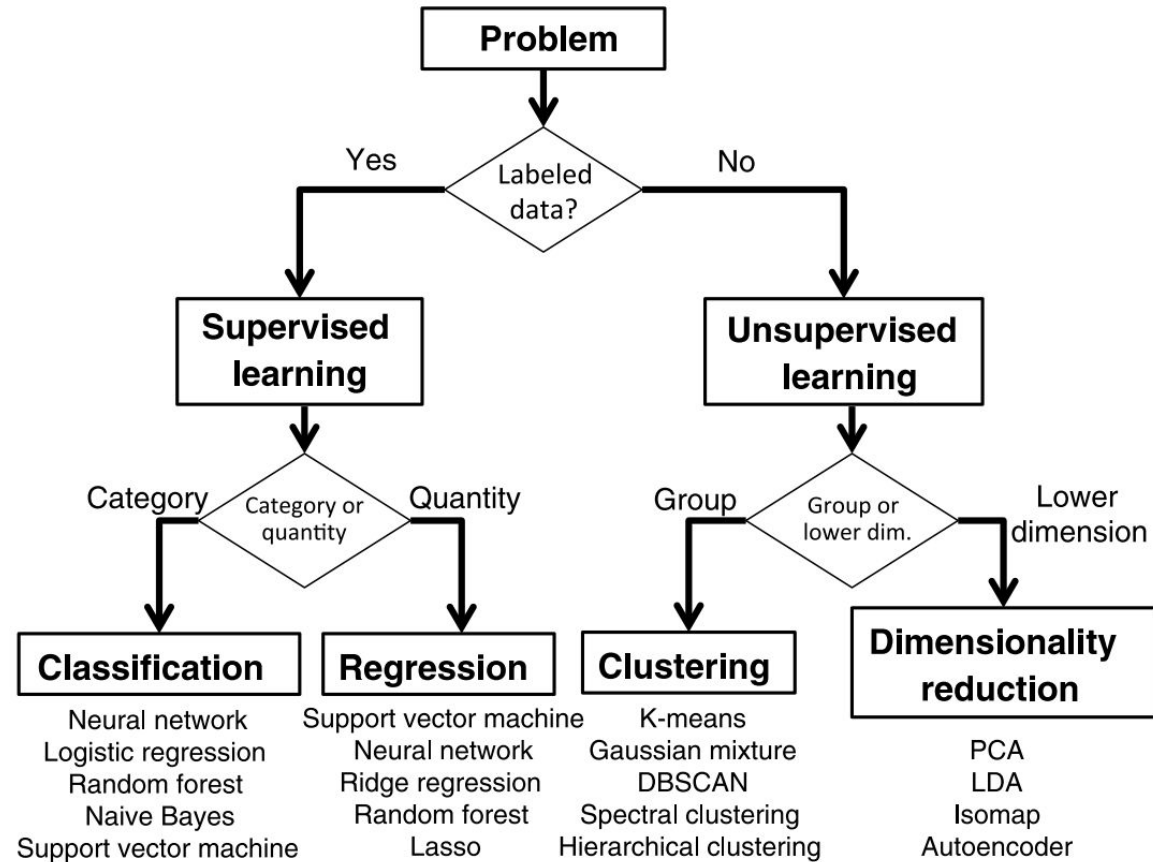 Problem
Yes
No
Labeled
data?
Supervised
learning
Unsupervised
learning
Category
Category or
quantity
Quantity
Group
Group or
lower dim.
Lower
dimension
Classification
Neural network
Logistic regression
Random forest
Naive Bayes
Support vector machine
Regression
Support vector machine
Neural network
Ridge regression
Random forest
Lasso
Clustering
K-means
Gaussian mixture
DBSCAN
Spectral clustering
Hierarchical clustering
Dimensionality
reduction
PCA
LDA
Isomap
Autoencoder